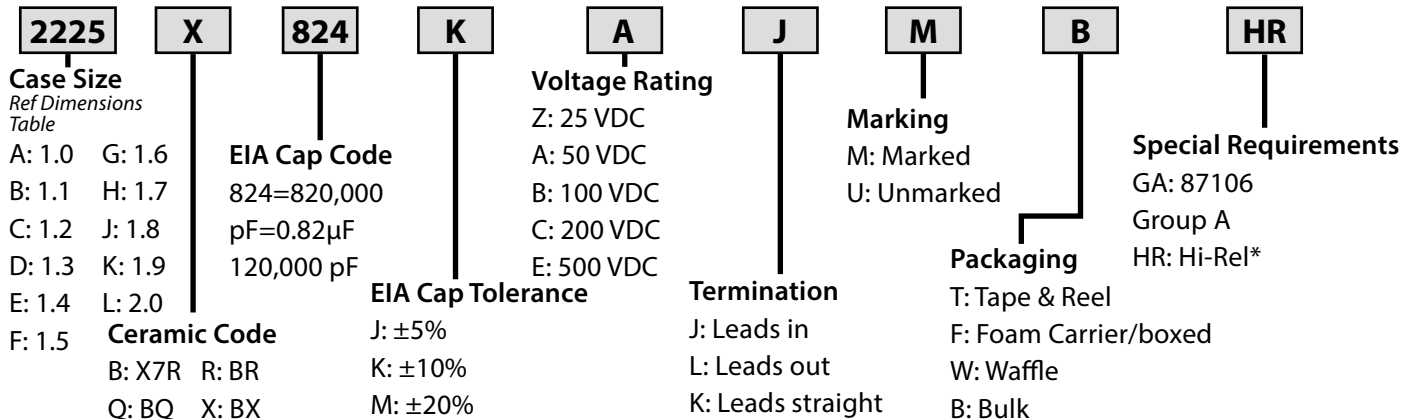 2225 X 824 K A J M B HR
Case Size
Ref Dimensions
Table
A: 1.0 G: 1.6
B: 1.1 H: 1.7
C: 1.2 J: 1.8
D: 1.3 K: 1.9
E: 1.4 L: 2.0
F: 1.5
Ceramic Code
B: X7R R: BR
Q: BQ X: BX
EIA Cap Code
824=820,000
pF=0.82µF
120,000 pF
EIA Cap Tolerance
J: ±5%
K: ±10%
M: ±20%
Voltage Rating
Z: 25 VDC
A: 50 VDC
B: 100 VDC
C: 200 VDC
E: 500 VDC
Termination
J: Leads in
L: Leads out
K: Leads straight
Marking
M: Marked
U: Unmarked
Packaging
T: Tape & Reel
F: Foam Carrier/boxed
W: Waffle
B: Bulk
Special Requirements
GA: 87106
Group A
HR: Hi-Rel*